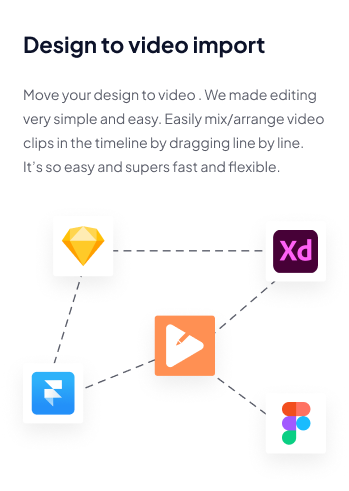 Design to video import
Move your design to video . We made editing
very simple and easy. Easily mix/arrange video
clips in the timeline by dragging line by line.
It's so easy and supers fast and flexible.
Xd